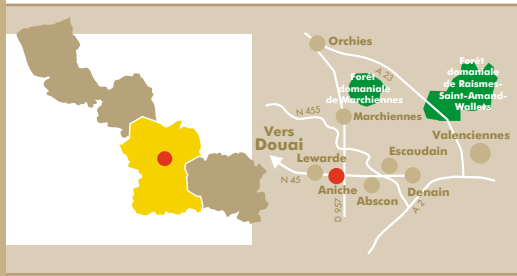 Orchies
A 23
Forêt
domaniale
de Raismes-
Saint-Amand-
Wallers
Forêt
domaniale
de Marchiennes
N 455
Marchiennes
Vers
Douai
Valenciennes
Escaudain
Lewarde
N 45
Aniche
Denain
Abscon
D 957
A 2